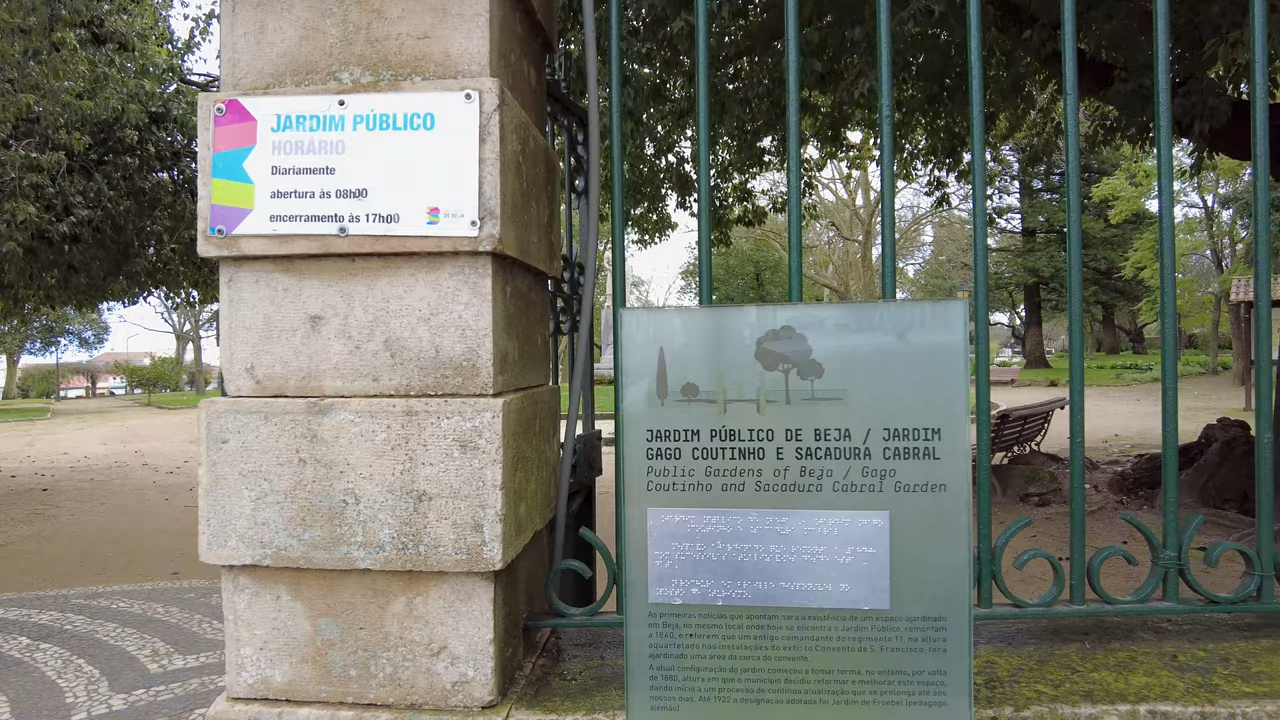 JARDIM PÚBLICO
HORÁRIO
Diariamente
abertura às 08h00
encerramento às 17h00
DE BEJA
JARDIM PÚBLICO DE BEJA / JARDIM
GAGO COUTINHO E SACADURA CABRAL
Public Gardens of Beja / Gago
Coutinho and Sacadura Cabral Garden
As primeiras notícias que apontam para a existência de um espaço ajardinado
em Beja, no mesmo local onde hoje se encontra o Jardim Público, remontam
a 1840, e referem que um antigo comandante do regimento 11, na altura
aquartelado nas instalações do extinto Convento de S. Francisco, terá
ajardinado uma área da cerca do convento.
A atual configuração do jardim começou a tomar forma, no entanto, por volta
de 1880, altura em que o município decidiu reformar e melhorar este espaço,
dando início a um processo de contínua atualização que se prolonga até aos
nossos dias. Até 1922 a designação adotada foi Jardim de Froebel (pedagogo
alemão)